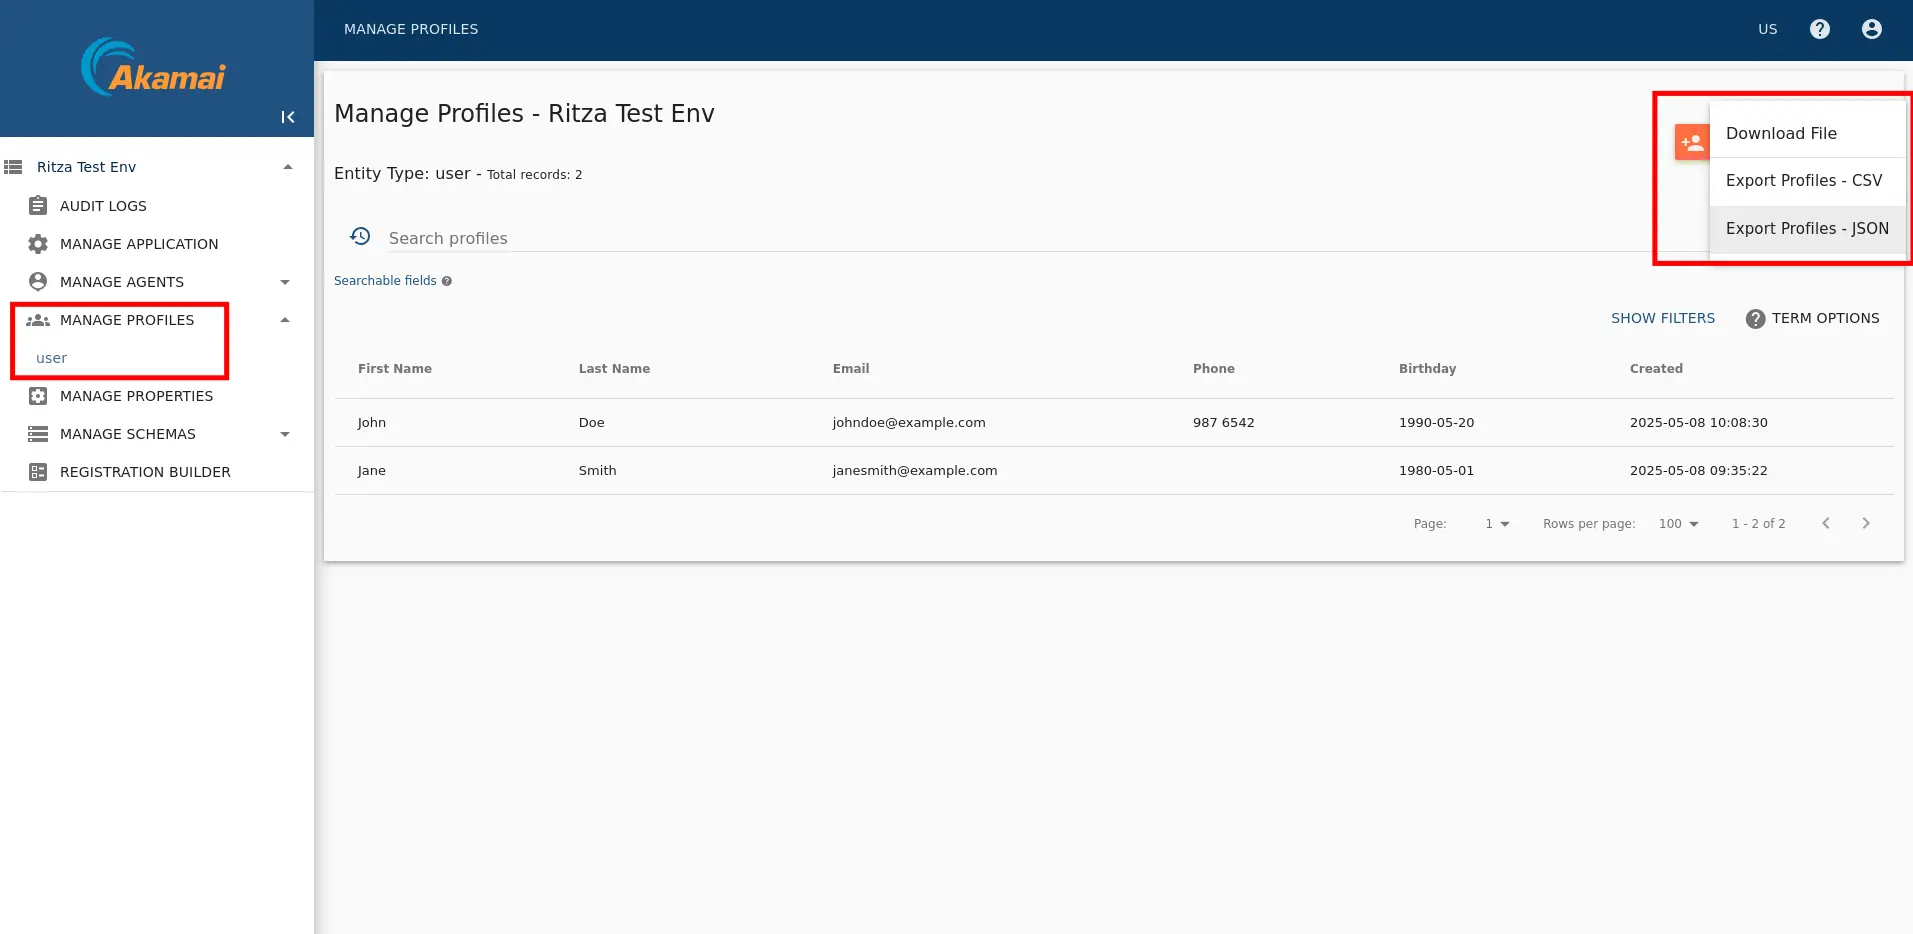 Akamai
MANAGE PROFILES
US
Ritza Test Env
AUDIT LOGS
MANAGE APPLICATION
MANAGE AGENTS
MANAGE PROFILES
user
MANAGE PROPERTIES
MANAGE SCHEMAS
REGISTRATION BUILDER
Manage Profiles - Ritza Test Env
Download File
Export Profiles - CSV
Export Profiles - JSON
Entity Type: user - Total records: 2
Search profiles
Searchable fields
SHOW FILTERS TERM OPTIONS
First Name Last Name Email Phone Birthday Created
John Doe johndoe@example.com 987 6542 1990-05-20 2025-05-08 10:08:30
Jane Smith janesmith@example.com 1980-05-01 2025-05-08 09:35:22
Page: 1 Rows per page: 100 1 - 2 of 2